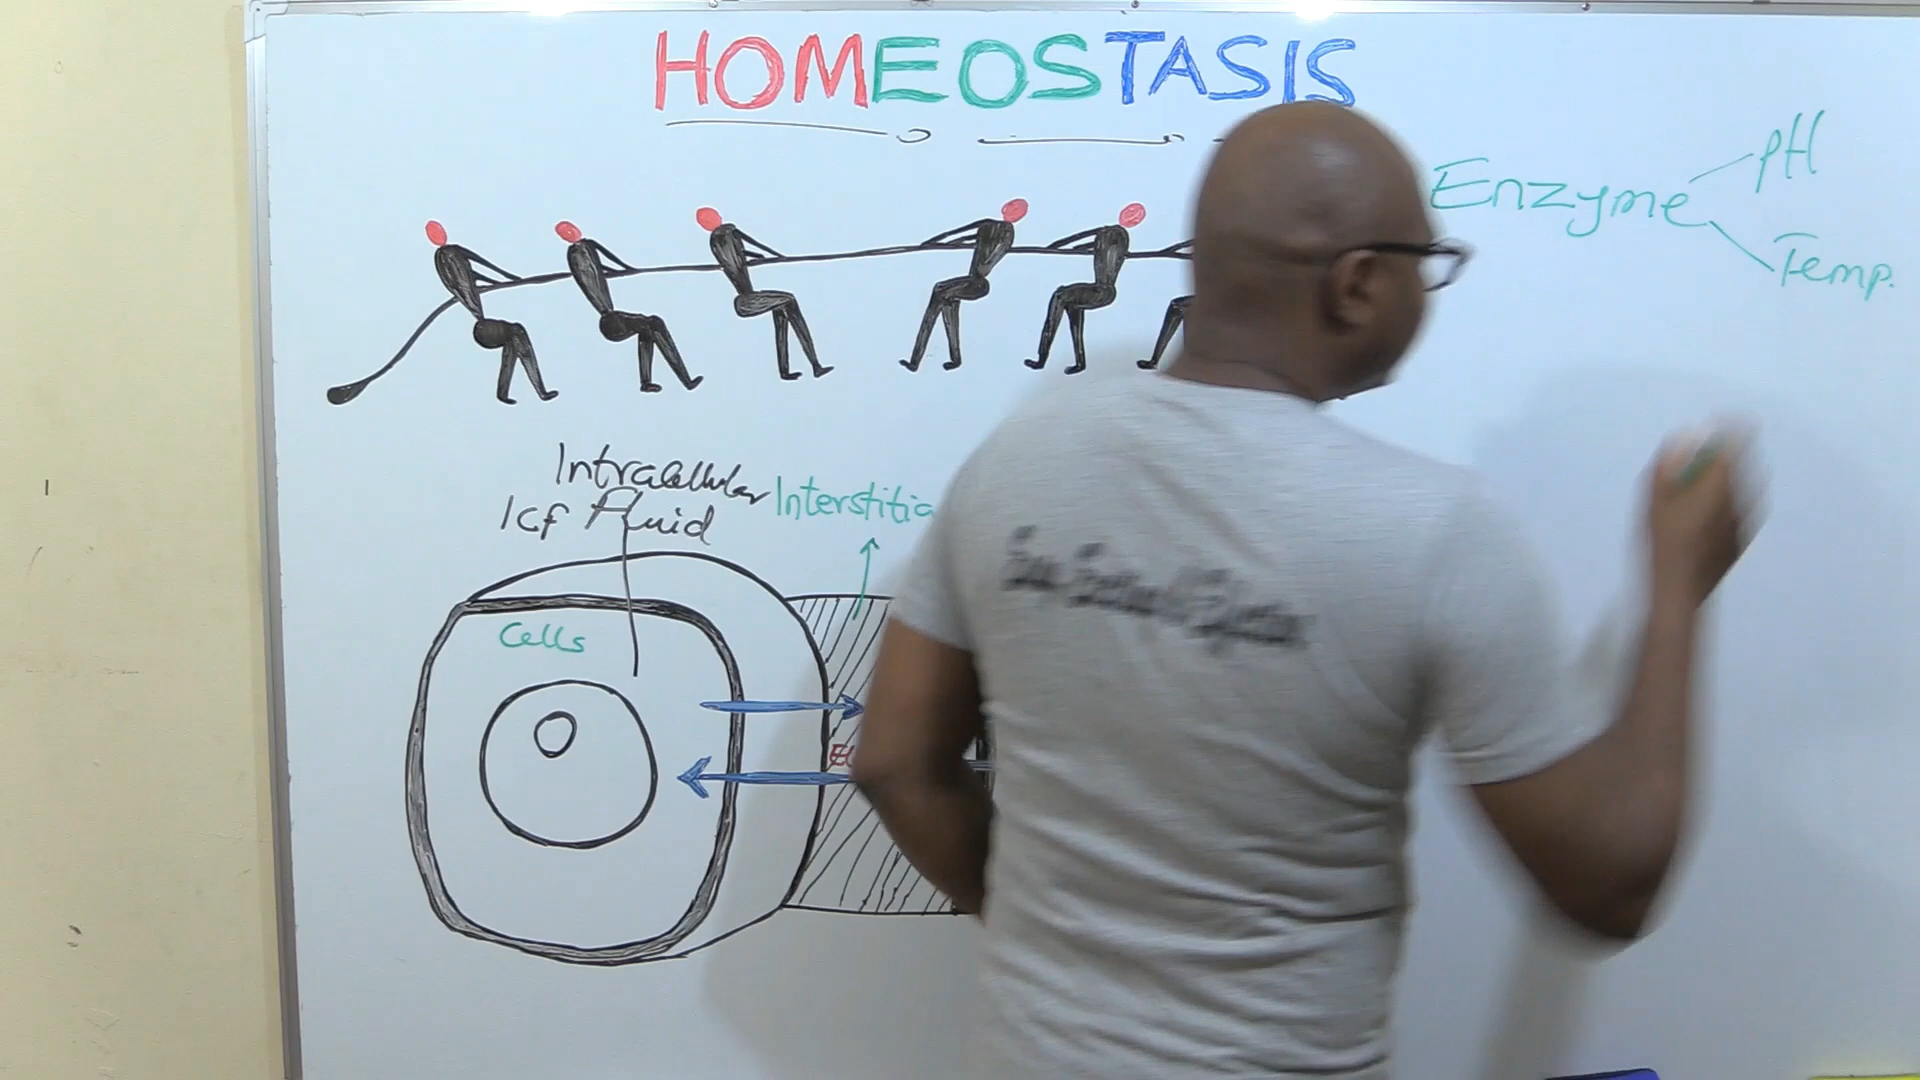 HOMEOSTASIS
Enzyme
pH
Temp.
Intracellular
Icf Fluid
Interstitia
Cells